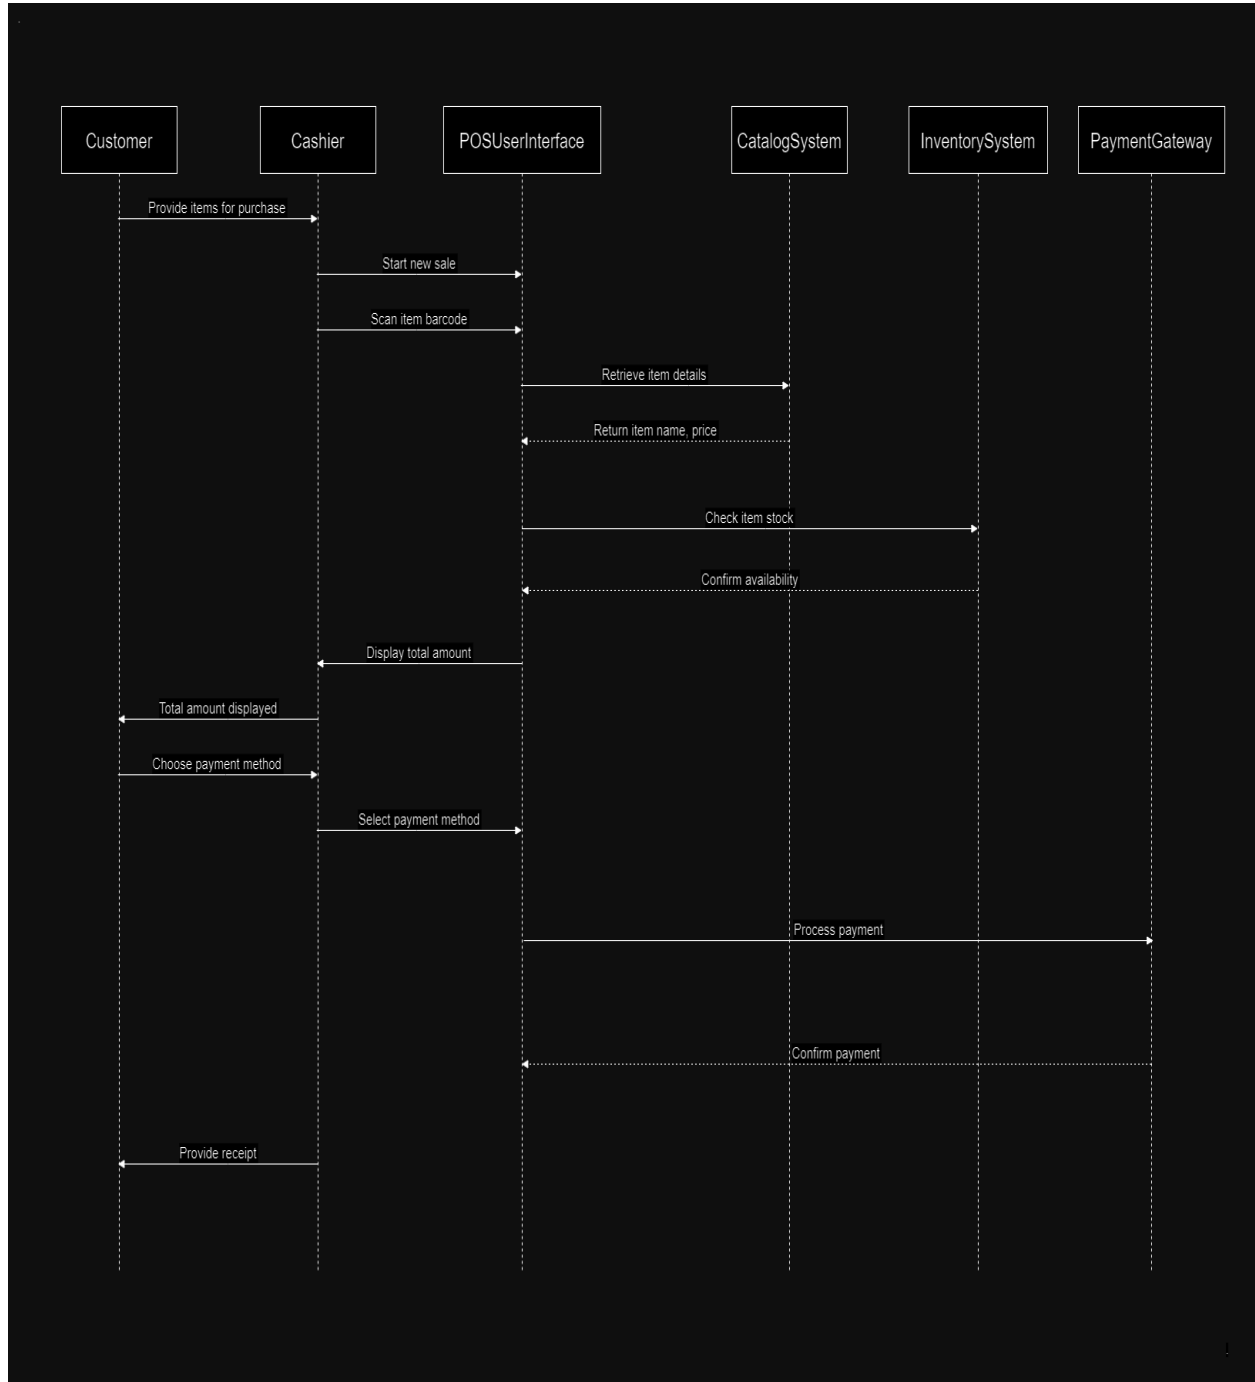 Customer
Cashier
POSUserInterface
CatalogSystem
InventorySystem
PaymentGateway
Provide items for purchase
Start new sale
Scan item barcode
Retrieve item details
Return item name, price
Check item stock
Confirm availability
Display total amount
Total amount displayed
Choose payment method
Select payment method
Process payment
Confirm payment
Provide receipt